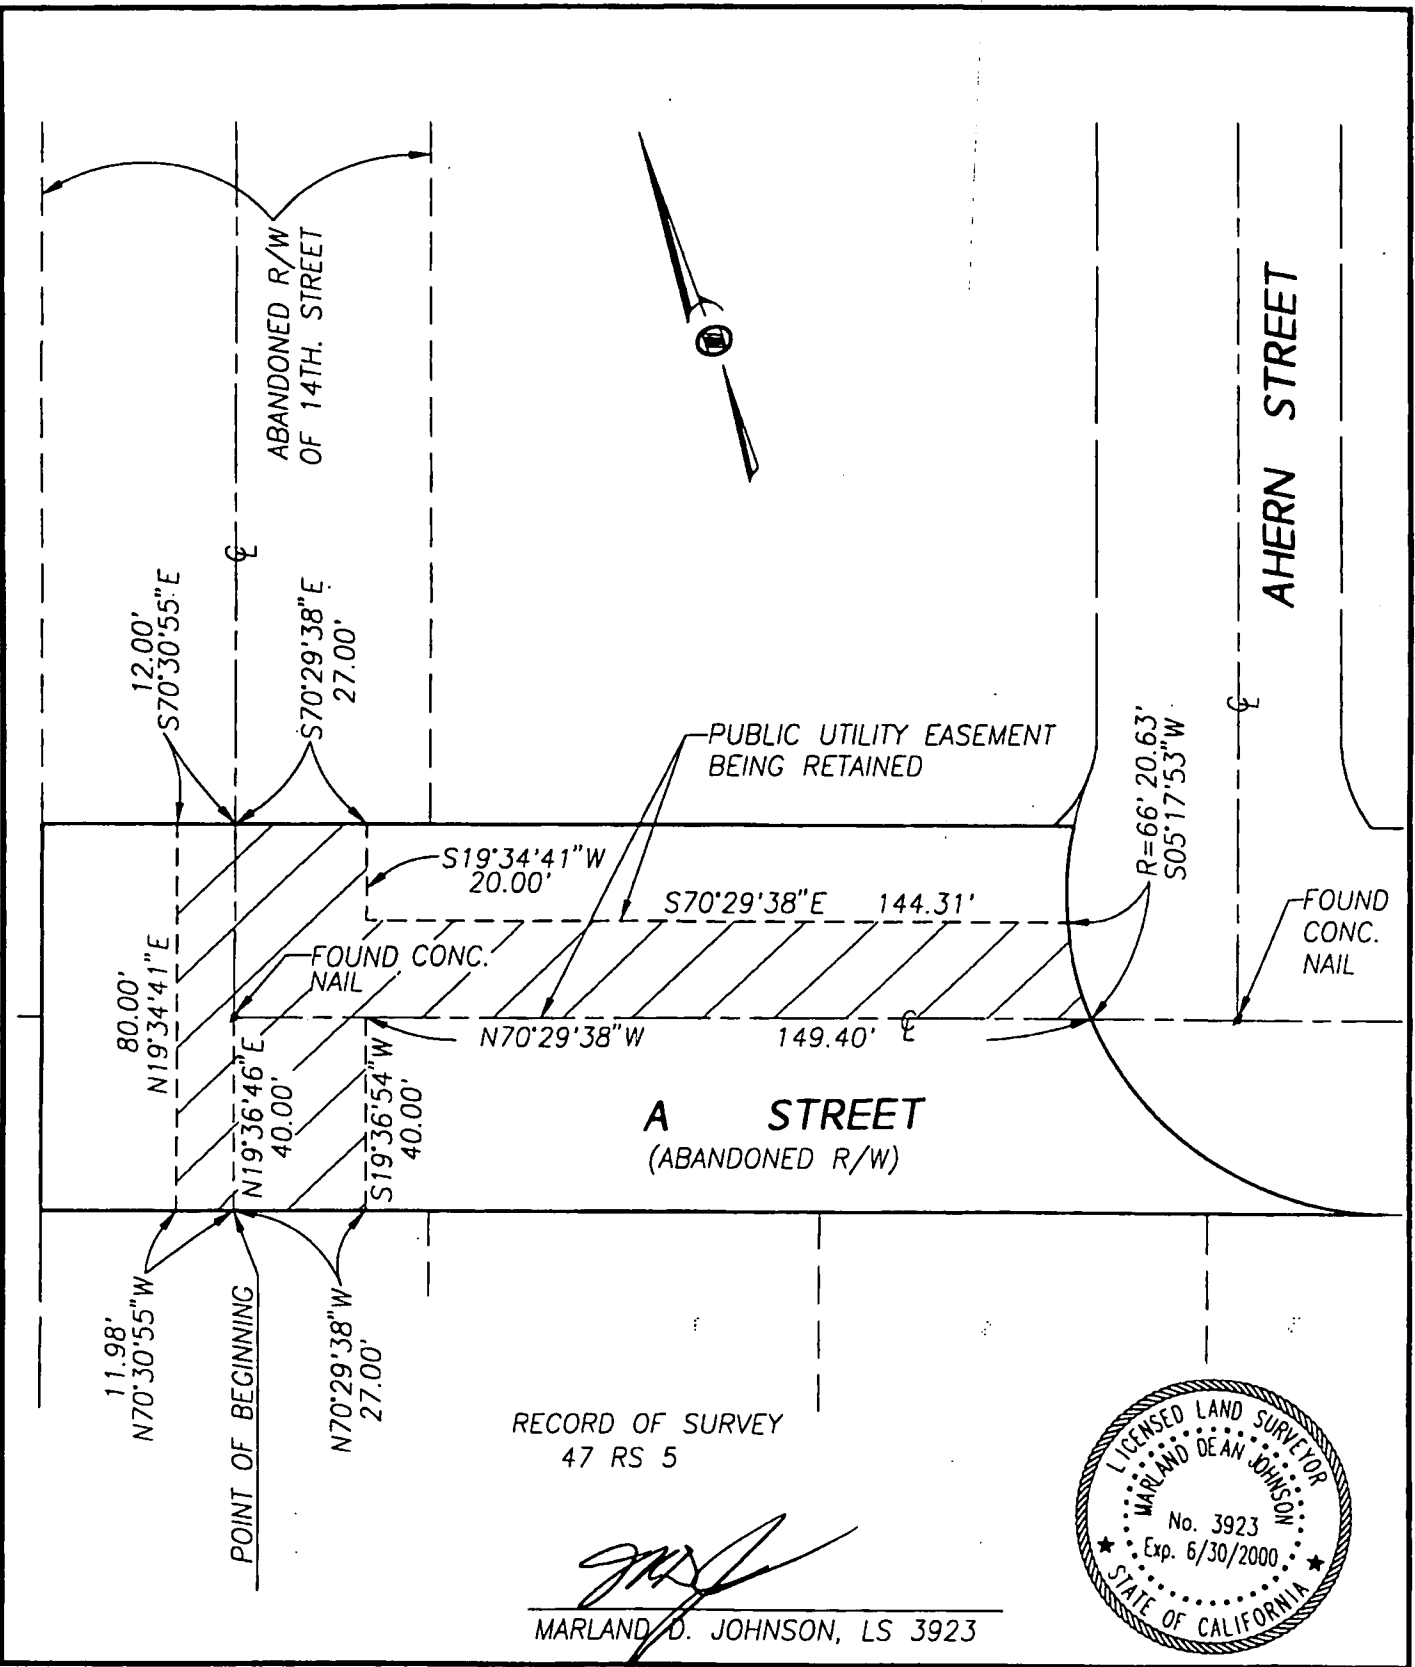 ABANDONED R/W
OF 14TH. STREET
AHERN STREET
12.00'
S70°30'55"E
S70°29'38"E
27.00'
PUBLIC UTILITY EASEMENT
BEING RETAINED
R=66' 20.63'
S05°17'53"W
S19°34'41"W
20.00'
S70°29'38"E 144.31'
FOUND
CONC.
NAIL
FOUND CONC.
NAIL
80.00'
N19°34'41"E
N70°29'38"W 149.40'
N19°36'46"E
40.00'
S19°36'54"W
40.00'
A STREET
(ABANDONED R/W)
11.98'
N70°30'55"W
POINT OF BEGINNING
N70°29'38"W
27.00'
RECORD OF SURVEY
47 RS 5
MARLAND D. JOHNSON, LS 3923
LICENSED LAND SURVEYOR
MARLAND DEAN JOHNSON
No. 3923
Exp. 6/30/2000
STATE OF CALIFORNIA